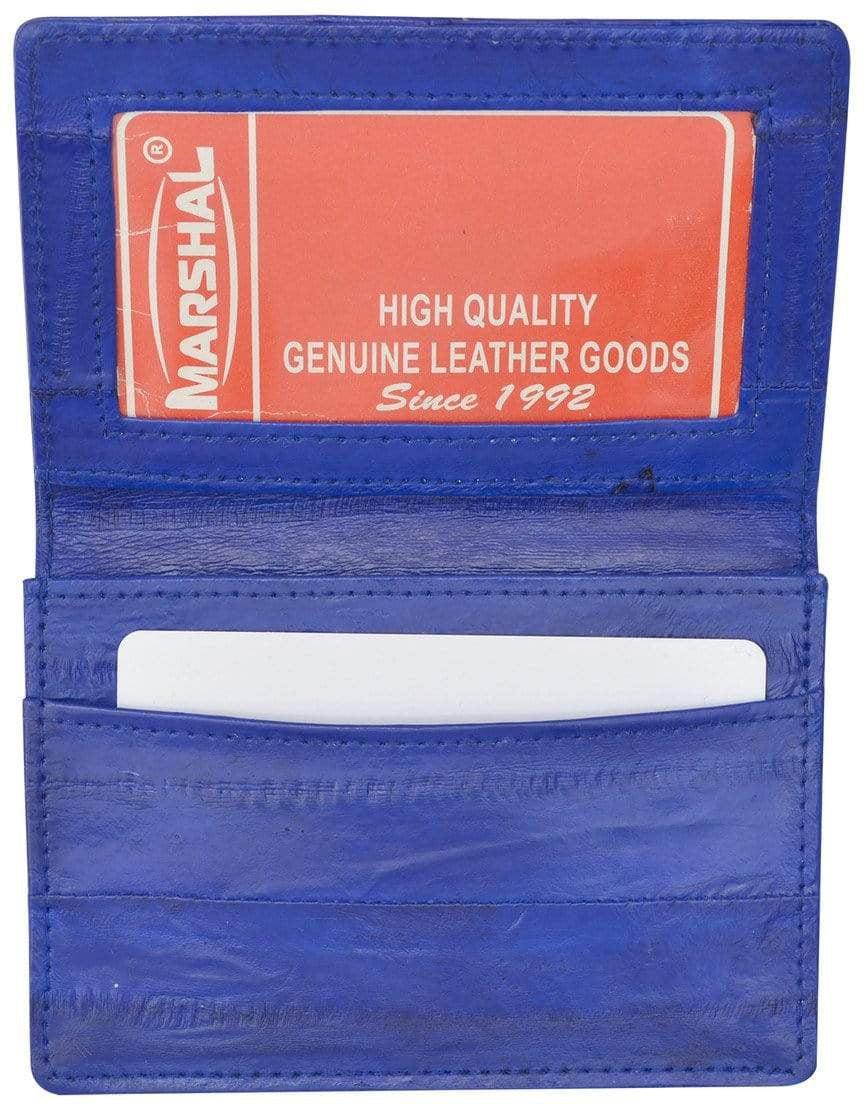 MARSHAL®
HIGH QUALITY
GENUINE LEATHER GOODS
Since 1992